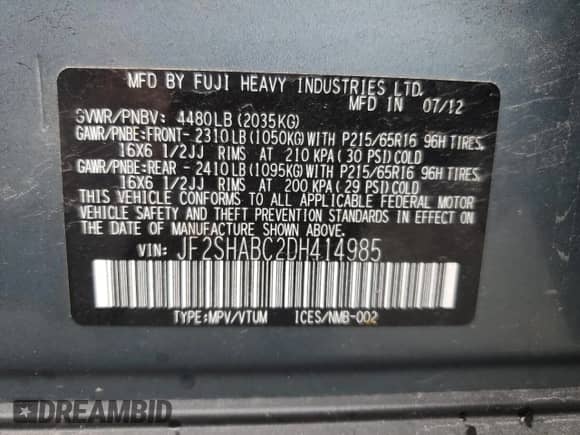 MFD BY FUJI HEAVY INDUSTRIES LTD.
MFD. IN 07/12
GVWR/PNBV: 4480LB(2035KG)
GAWR/PNBE:FRONT- 2310LB(1050KG)WITH P215/65R16 96H TIRES,
16X6 1/2JJ RIMS AT 210 KPA(30 PSI)COLD
GAWR/PNBE:REAR - 2410LB(1095KG)WITH P215/65R16 96H TIRES,
16X6 1/2JJ RIMS AT 200 KPA(29 PSI)COLD
THIS VEHICLE CONFORMS TO ALL APPLICABLE FEDERAL MOTOR
VEHICLE SAFETY AND THEFT PREVENTION STANDARDS IN EFFECT ON
THE DATE OF MANUFACTURE SHOWN ABOVE.
VIN: JF2SHABC2DH414985
TYPE:MPV/VTUM ICES/NMB-002
DREAMBID